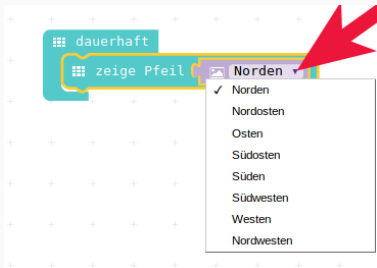 dauerhaft
zeige Pfeil Norden
Norden
Nordosten
Osten
Südosten
Süden
Südwesten
Westen
Nordwesten